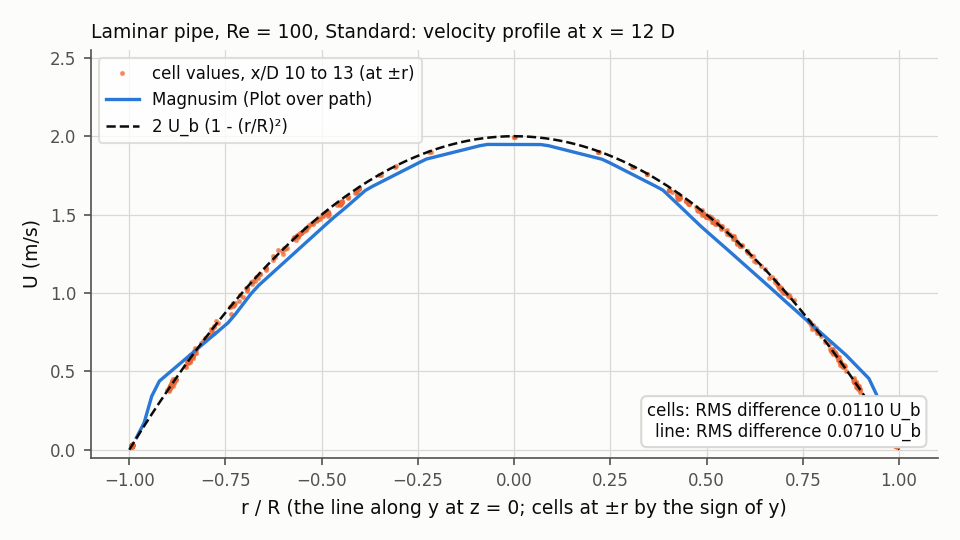 Laminar pipe, Re = 100, Standard: velocity profile at x = 12 D
cell values, x/D 10 to 13 (at ±r)
Magnusim (Plot over path)
2 U_b (1 - (r/R)²)
2.5
2.0
1.5
1.0
0.5
0.0
U (m/s)
cells: RMS difference 0.0110 U_b
line: RMS difference 0.0710 U_b
−1.00 −0.75 −0.50 −0.25 0.00 0.25 0.50 0.75 1.00
r / R (the line along y at z = 0; cells at ±r by the sign of y)